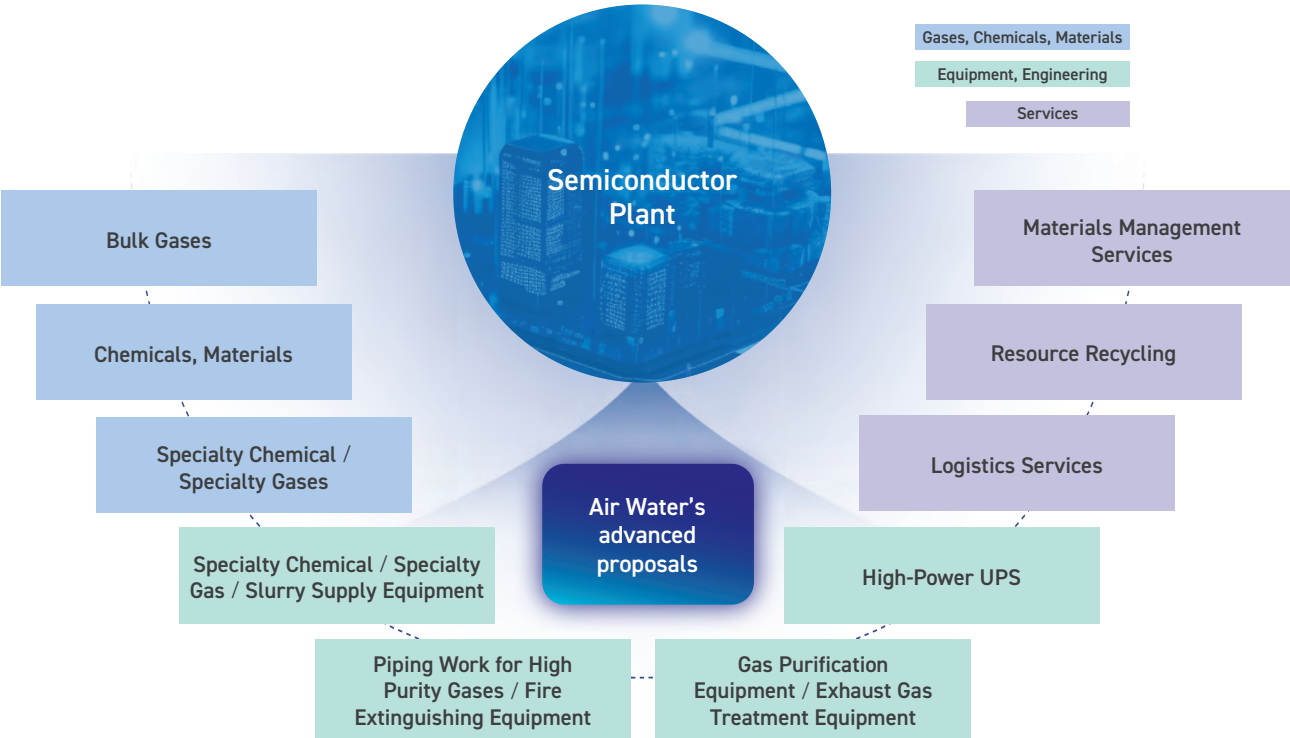 Gases, Chemicals, Materials
Equipment, Engineering
Services
Semiconductor
Plant
Bulk Gases
Chemicals, Materials
Specialty Chemical /
Specialty Gases
Specialty Chemical / Specialty
Gas / Slurry Supply Equipment
Piping Work for High
Purity Gases / Fire
Extinguishing Equipment
Gas Purification
Equipment / Exhaust Gas
Treatment Equipment
High-Power UPS
Logistics Services
Resource Recycling
Materials Management
Services
Air Water’s
advanced
proposals